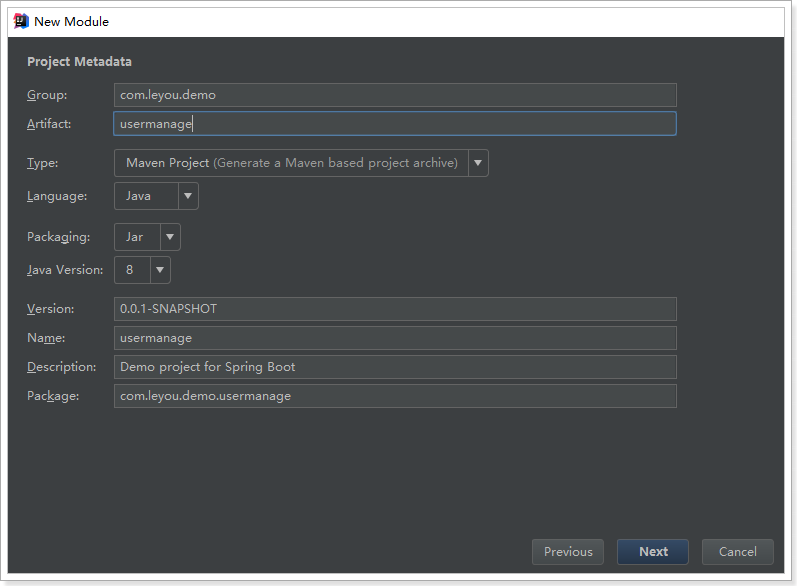 New Module
Project Metadata
Group: com.leyou.demo
Artifact: usermanage
Type: Maven Project (Generate a Maven based project archive)
Language: Java
Packaging: Jar
Java Version: 8
Version: 0.0.1-SNAPSHOT
Name: usermanage
Description: Demo project for Spring Boot
Package: com.leyou.demo.usermanage
Previous Next Cancel